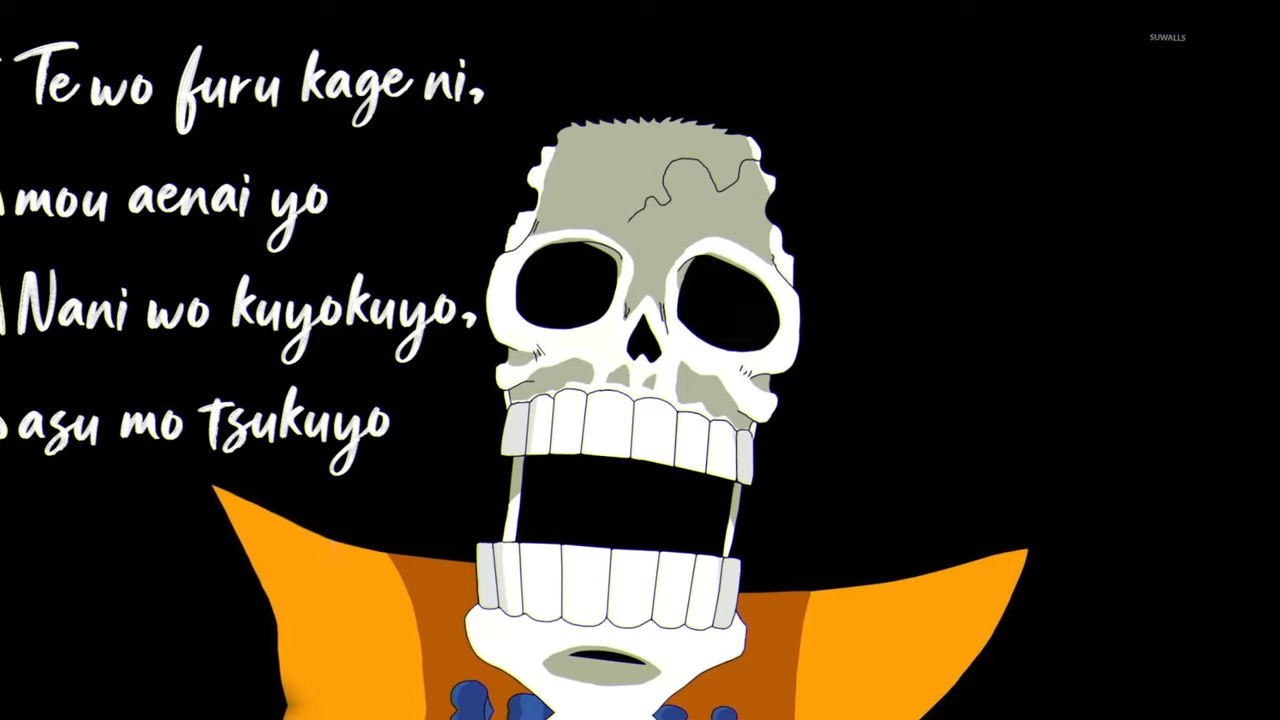 Te wo furu kage ni,
mou aenai yo
Nani wo kuyokuyo,
asu mo tsukuyo
SUWALLS